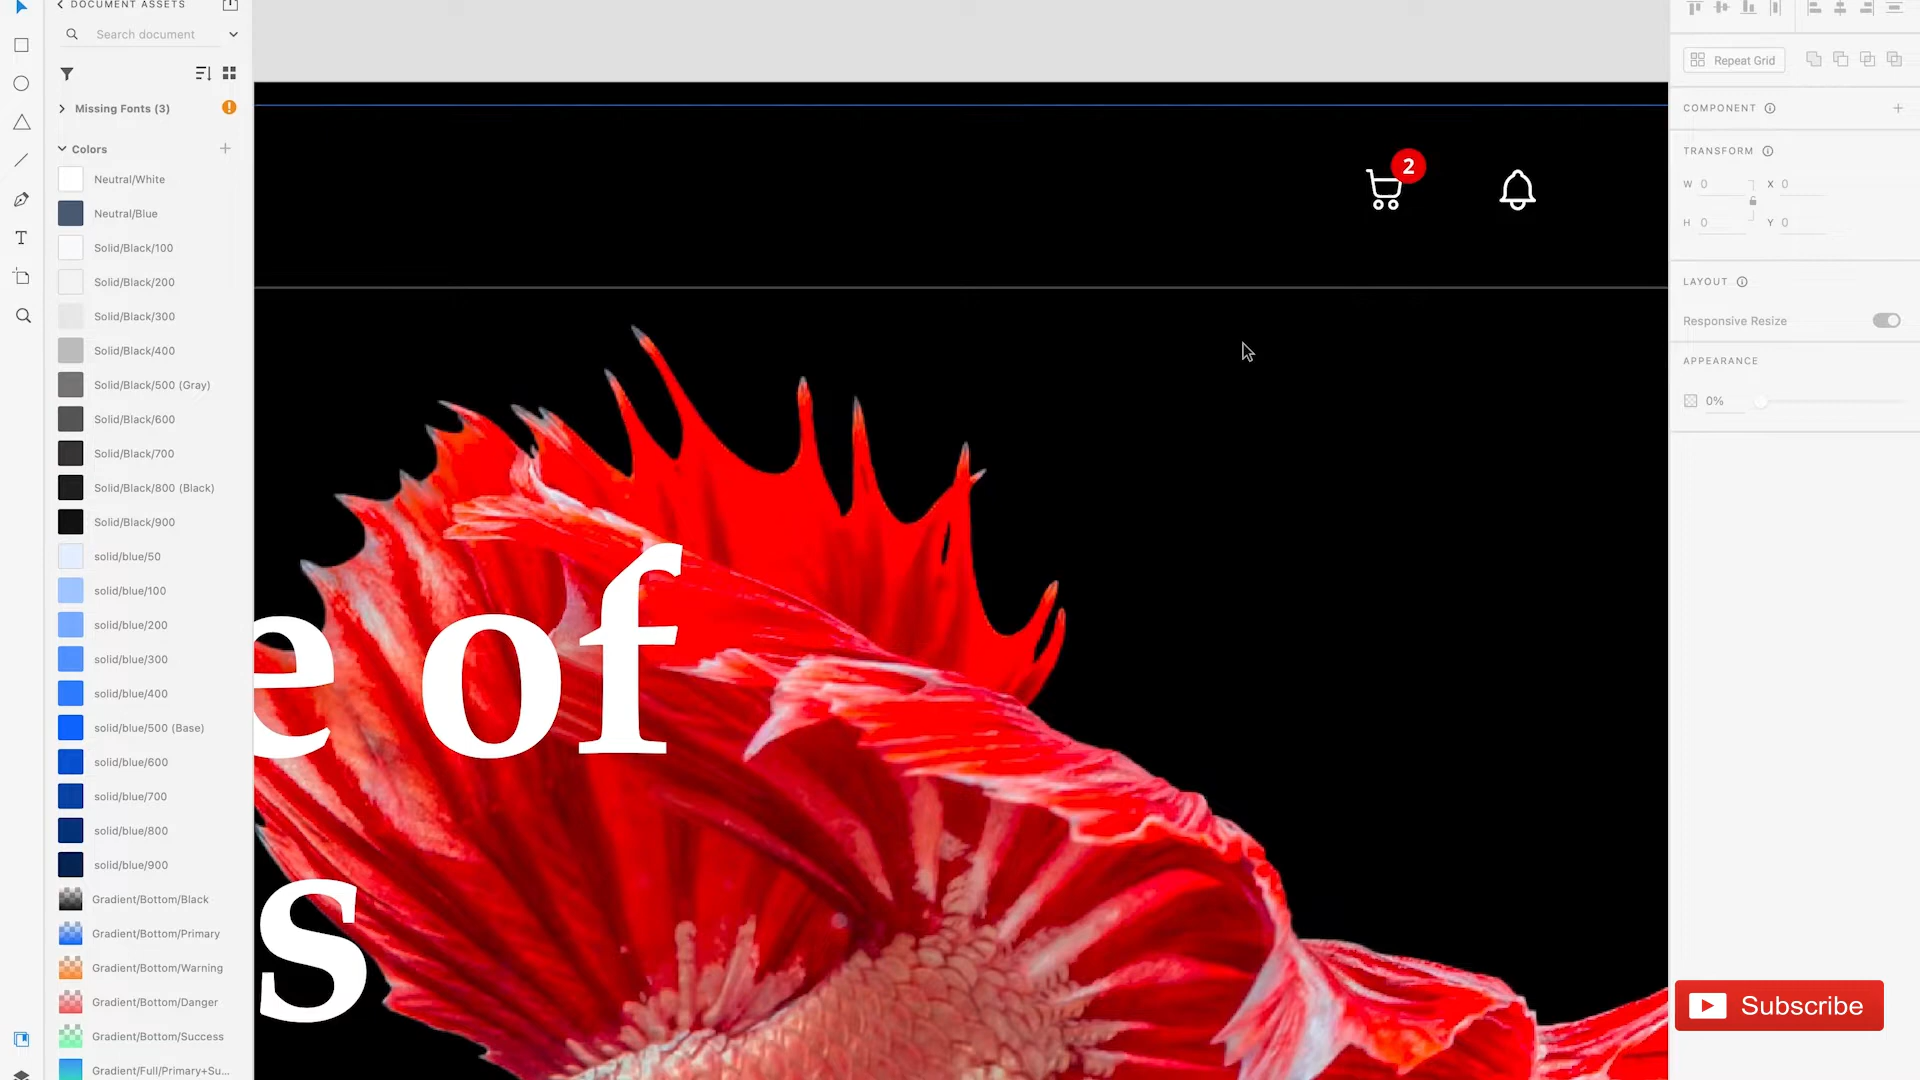 DOCUMENT ASSETS
Search document
Missing Fonts (3)
Colors
Neutral/White
Neutral/Blue
Solid/Black/100
Solid/Black/200
Solid/Black/300
Solid/Black/400
Solid/Black/500 (Gray)
Solid/Black/600
Solid/Black/700
Solid/Black/800 (Black)
Solid/Black/900
solid/blue/50
solid/blue/100
solid/blue/200
solid/blue/300
solid/blue/400
solid/blue/500 (Base)
solid/blue/600
solid/blue/700
solid/blue/800
solid/blue/900
Gradient/Bottom/Black
Gradient/Bottom/Primary
Gradient/Bottom/Warning
Gradient/Bottom/Danger
Gradient/Bottom/Success
Gradient/Full/Primary+Su...
2
e of
s
Repeat Grid
COMPONENT
TRANSFORM
W 0 X 0
H 0 Y 0
LAYOUT
Responsive Resize
APPEARANCE
0%
Subscribe